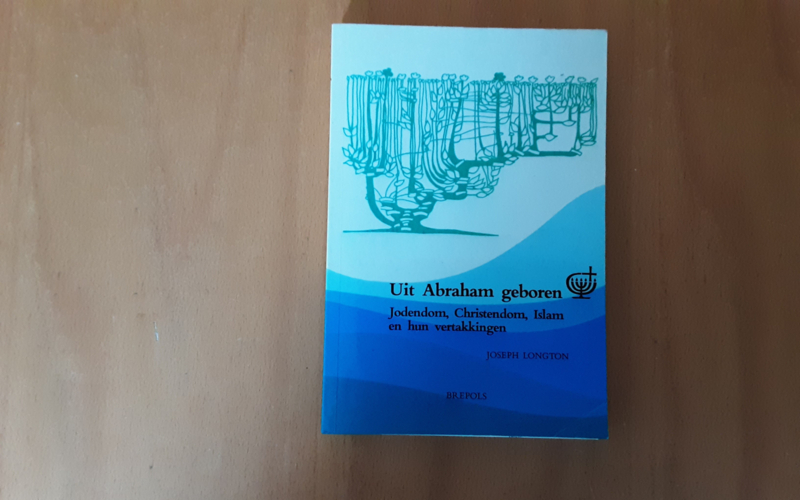 Uit Abraham geboren
Jodendom, Christendom, Islam
en hun vertakkingen
JOSEPH LONGTON
BREPOLS